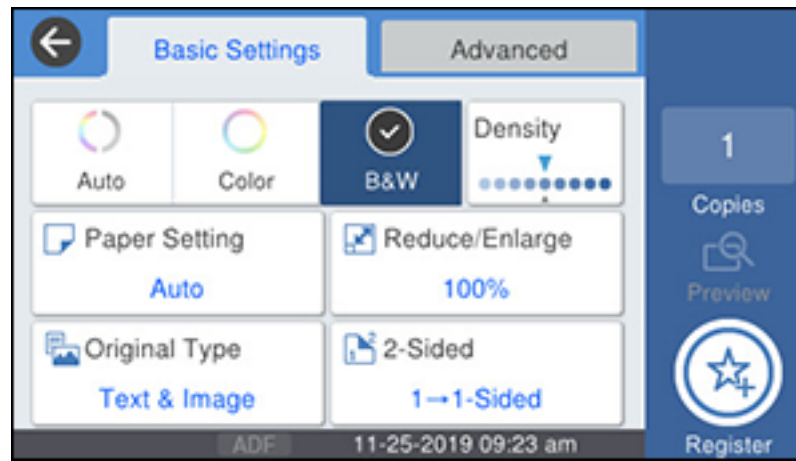 Basic Settings
Advanced
Auto
Color
B&W
Density
1
Copies
Paper Setting
Auto
Reduce/Enlarge
100%
Preview
Original Type
Text & Image
2-Sided
1→1-Sided
ADF
11-25-2019 09:23 am
Register